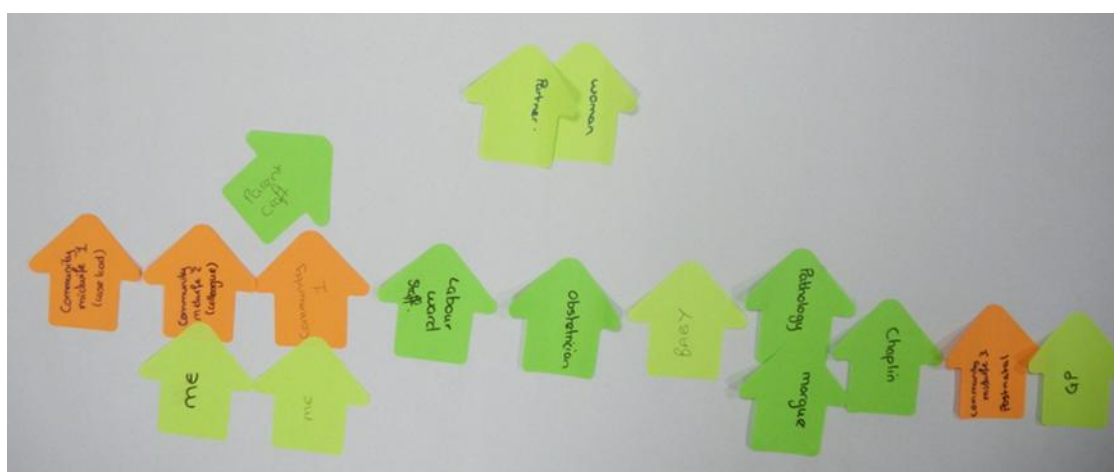 Partner.
woman
Parent
Craft
Community
midwife 1
(case load)
Community
midwife 2
(colleague)
Community
1
Labour
ward
Staff.
Obstetrician
BABY
Pathology
Chaplin
me
me
morgue
Community
midwife 3
Postnatal
GP